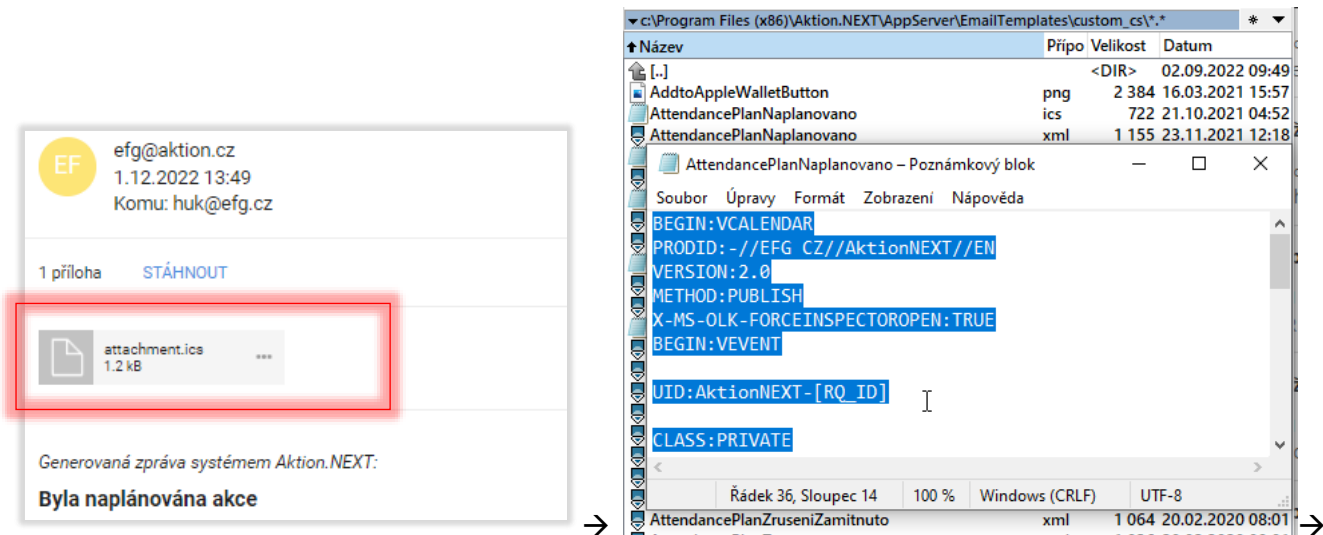 EF
efg@aktion.cz
1.12.2022 13:49
Komu: huk@efg.cz
1 příloha STÁHNOUT
attachment.ics
1.2 kB
Generovaná zpráva systémem Aktion.NEXT:
Byla naplánována akce
→
c:\Program Files (x86)\Aktion.NEXT\AppServer\EmailTemplates\custom_cs\*.*
Název Přípo Velikost Datum
[..] <DIR> 02.09.2022 09:49
AddtoAppleWalletButton png 2 384 16.03.2021 15:57
AttendancePlanNaplanovano ics 722 21.10.2021 04:52
AttendancePlanNaplanovano xml 1 155 23.11.2021 12:18
AttendancePlanNaplanovano – Poznámkový blok
Soubor Úpravy Formát Zobrazení Nápověda
BEGIN:VCALENDAR
PRODID:-//EFG CZ//AktionNEXT//EN
VERSION:2.0
METHOD:PUBLISH
X-MS-OLK-FORCEINSPECTOROPEN:TRUE
BEGIN:VEVENT
UID:AktionNEXT-[RQ_ID]
CLASS:PRIVATE
Řádek 36, Sloupec 14 100 % Windows (CRLF) UTF-8
AttendancePlanZruseniZamitnuto xml 1 064 20.02.2020 08:01
→